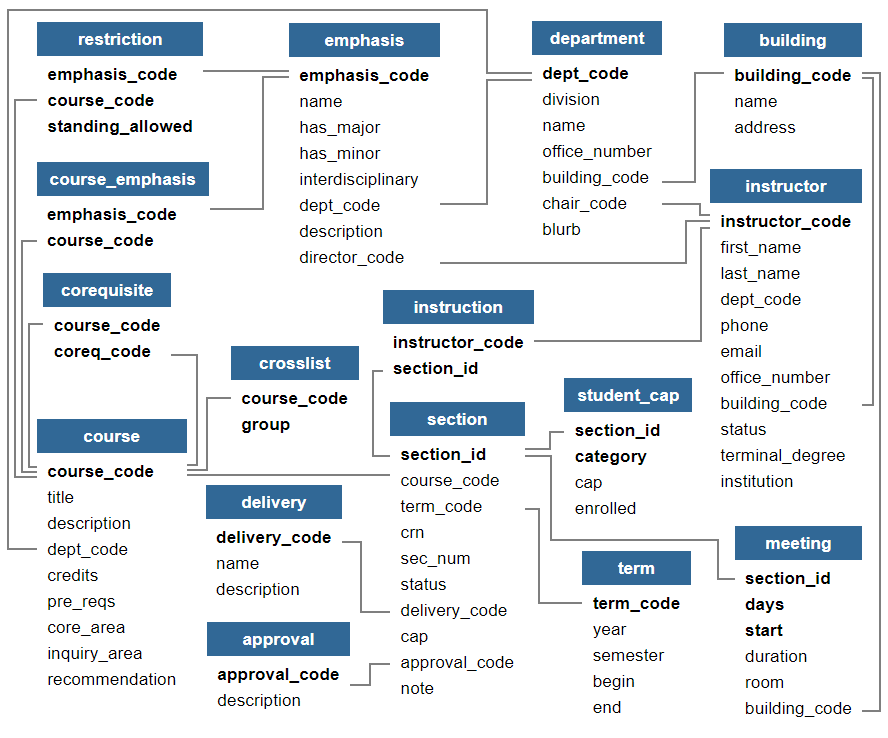 restriction
emphasis_code
course_code
standing_allowed
emphasis
emphasis_code
name
has_major
has_minor
interdisciplinary
dept_code
description
director_code
department
dept_code
division
name
office_number
building_code
chair_code
blurb
building
building_code
name
address
course_emphasis
emphasis_code
course_code
instructor
instructor_code
first_name
last_name
dept_code
phone
email
office_number
building_code
status
terminal_degree
institution
corequisite
course_code
coreq_code
instruction
instructor_code
section_id
crosslist
course_code
group
student_cap
section_id
category
cap
enrolled
course
course_code
title
description
dept_code
credits
pre_reqs
core_area
inquiry_area
recommendation
section
section_id
course_code
term_code
crn
sec_num
status
delivery_code
cap
approval_code
note
delivery
delivery_code
name
description
term
term_code
year
semester
begin
end
meeting
section_id
days
start
duration
room
building_code
approval
approval_code
description